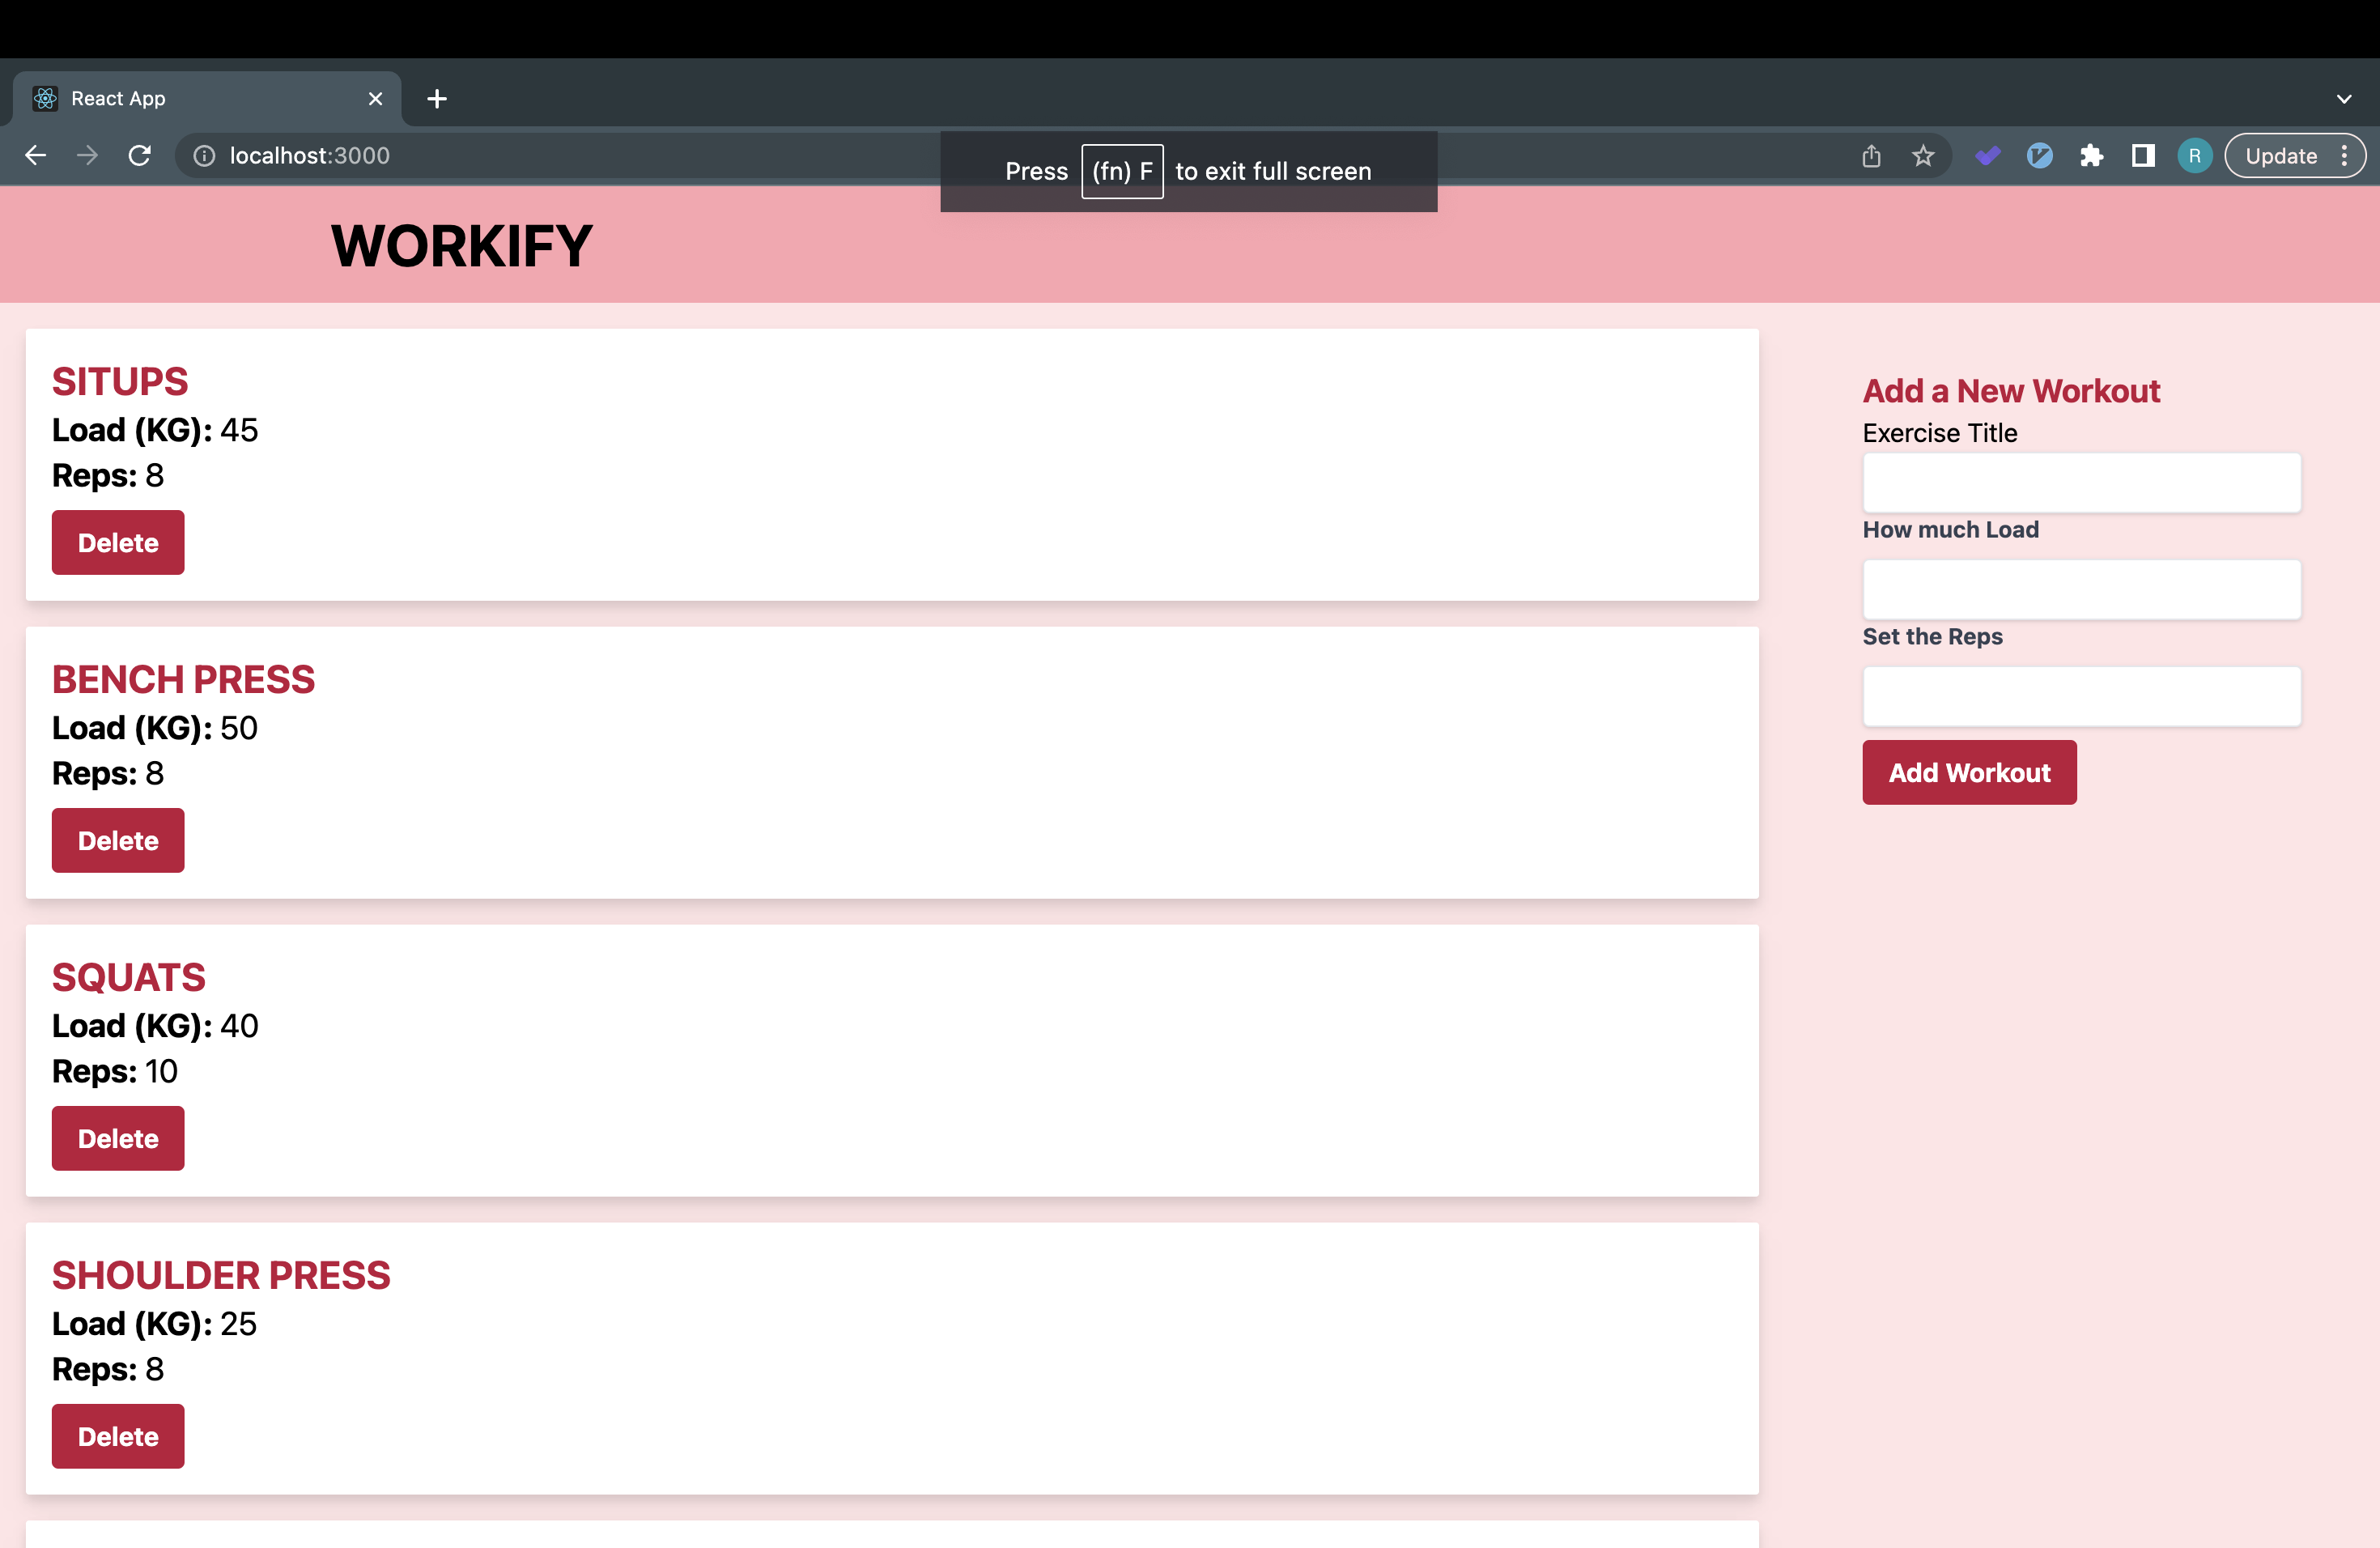 React App
localhost:3000
Press (fn) F to exit full screen
R
Update
WORKIFY
SITUPS
Load (KG): 45
Reps: 8
Delete
BENCH PRESS
Load (KG): 50
Reps: 8
Delete
SQUATS
Load (KG): 40
Reps: 10
Delete
SHOULDER PRESS
Load (KG): 25
Reps: 8
Delete
Add a New Workout
Exercise Title
How much Load
Set the Reps
Add Workout